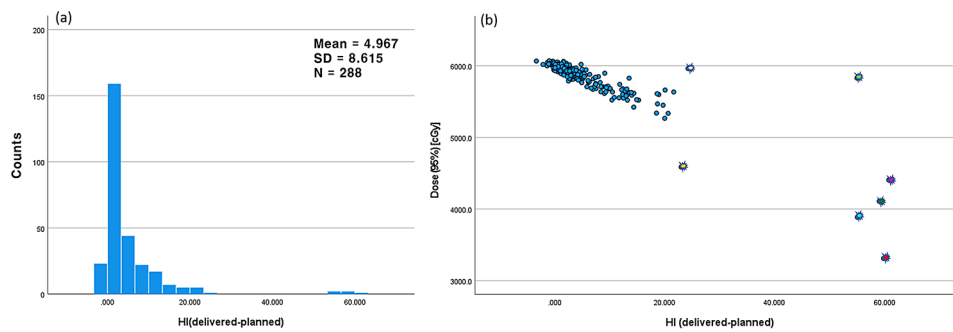 (a)
200
150
100
50
0
Counts
Mean = 4.967
SD = 8.615
N = 288
.000
20.000
40.000
60.000
HI(delivered-planned)
(b)
6000.0
5000.0
4000.0
3000.0
Dose (95%) [cGy]
.000
20.000
40.000
60.000
HI (delivered-planned)